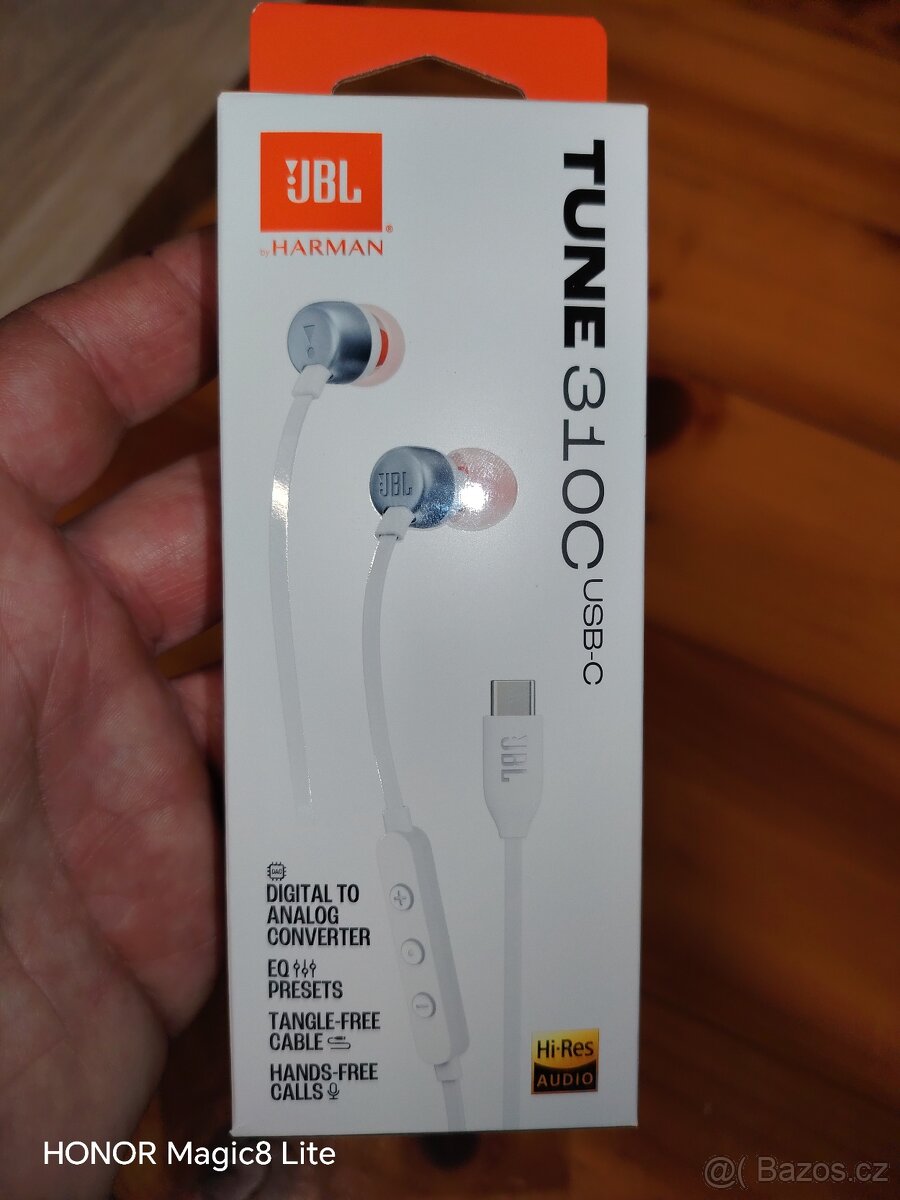 JBL
®
by HARMAN
TUNE 310C USB-C
JBL
JBL
DAC
DIGITAL TO
ANALOG
CONVERTER
EQ
PRESETS
TANGLE-FREE
CABLE
HANDS-FREE
CALLS
Hi-Res
AUDIO
HONOR Magic8 Lite
@( Bazos.cz